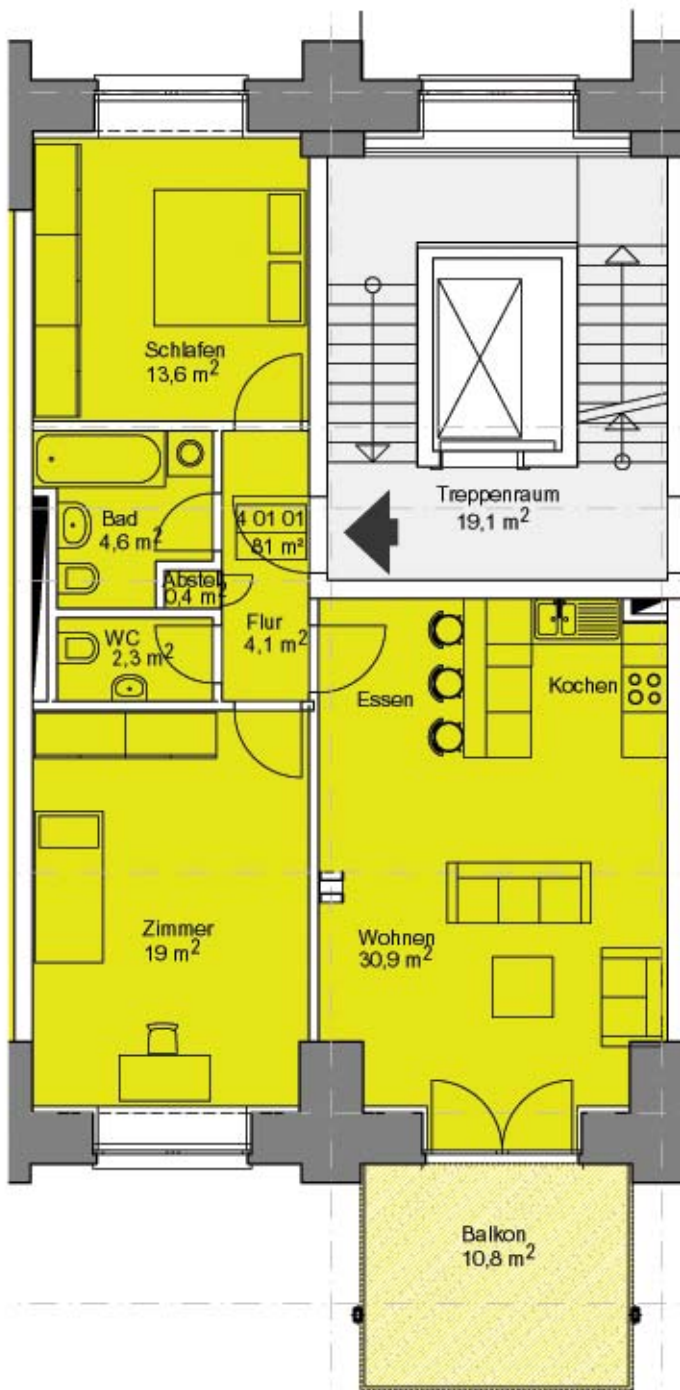 Schlafen
13,6 m²
Treppenraum
19,1 m²
Bad
4,6 m²
4 01 01
81 m²
Abstell.
0,4 m²
Flur
4,1 m²
WC
2,3 m²
Essen
Kochen
Zimmer
19 m²
Wohnen
30,9 m²
Balkon
10,8 m²